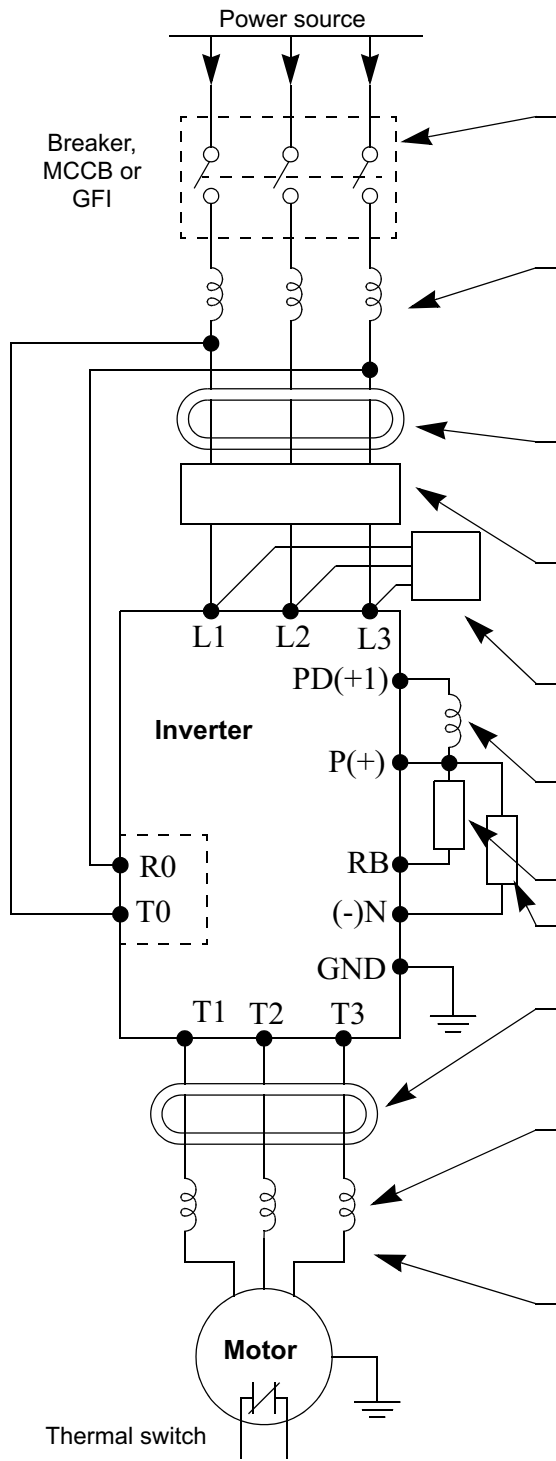 Power source
Breaker,
MCCB or
GFI
L1 L2 L3
PD(+1)
Inverter
P(+)
R0 RB
T0 (-)N
GND
T1 T2 T3
Motor
Thermal switch